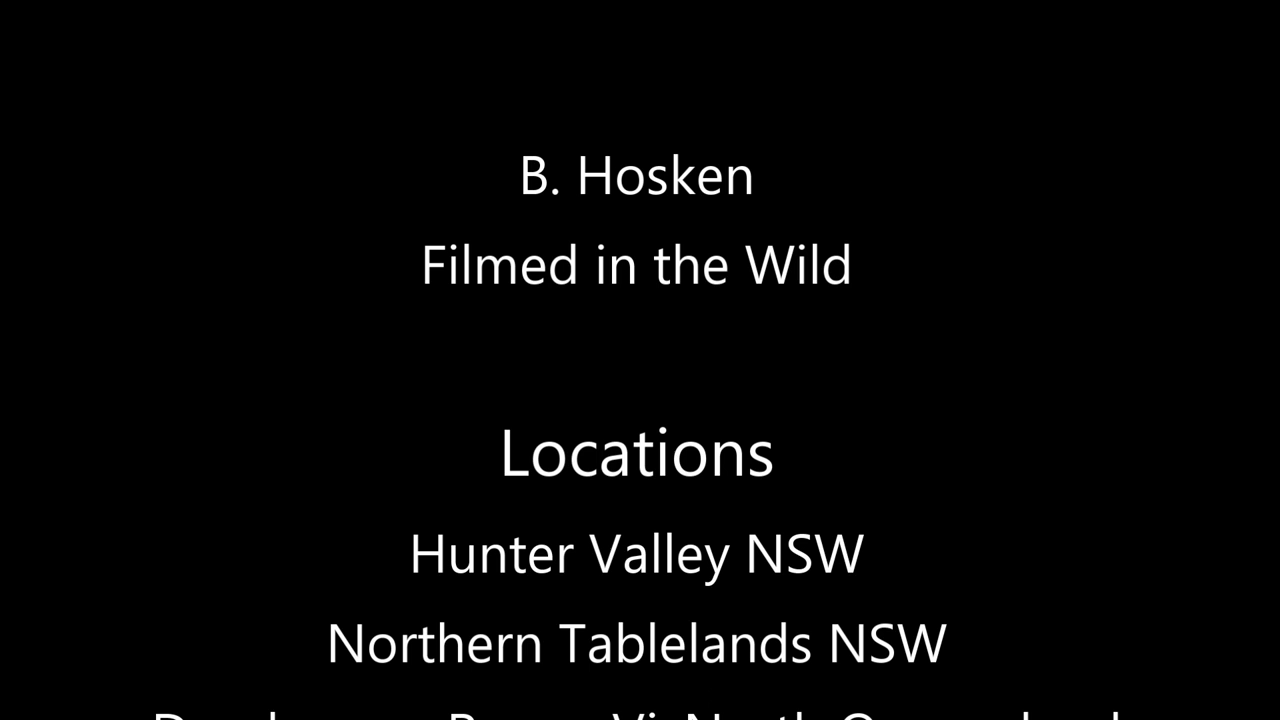 B. Hosken
Filmed in the Wild
Locations
Hunter Valley NSW
Northern Tablelands NSW